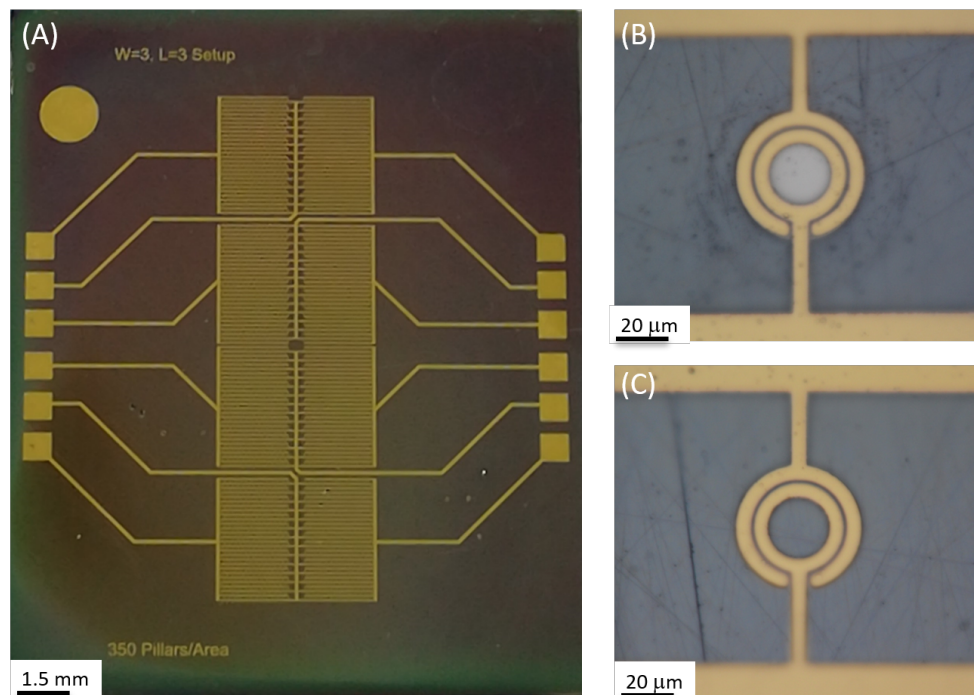 (A)
W=3, L=3 Setup
350 Pillars/Area
1.5 mm
(B)
20 μm
(C)
20 μm